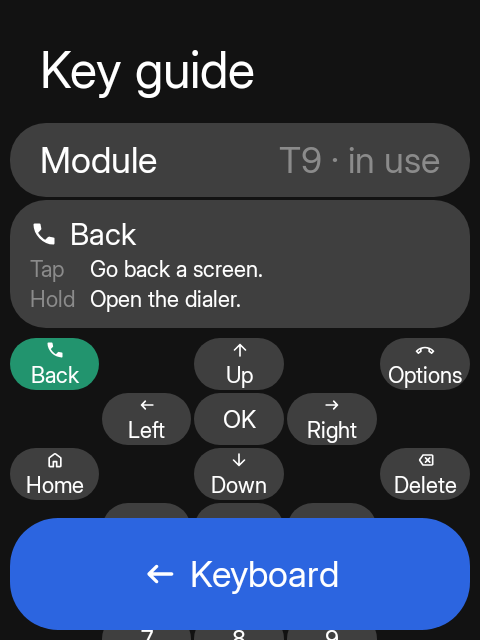 Key guide
Module T9 · in use
Back
Tap Go back a screen.
Hold Open the dialer.
Back Up Options
Left OK Right
Home Down Delete
Keyboard
7 8 9